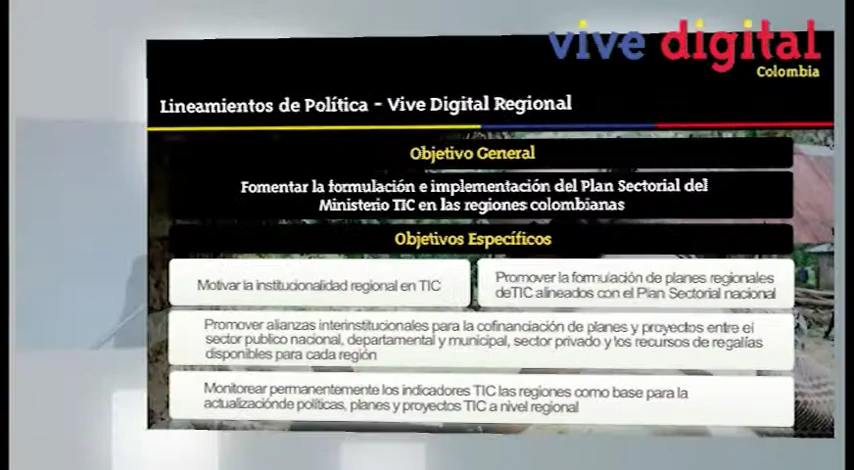 vive digital
Colombia
Lineamientos de Política - Vive Digital Regional
Objetivo General
Fomentar la formulación e implementación del Plan Sectorial del
Ministerio TIC en las regiones colombianas
Objetivos Específicos
Motivar la institucionalidad regional en TIC
Promover la formulación de planes regionales
deTIC alineados con el Plan Sectorial nacional
Promover alianzas interinstitucionales para la cofinanciación de planes y proyectos entre el
sector publico nacional, departamental y municipal, sector privado y los recursos de regalías
disponibles para cada región
Monitorear permanentemente los indicadores TIC las regiones como base para la
actualizaciónde políticas, planes y proyectos TIC a nivel regional